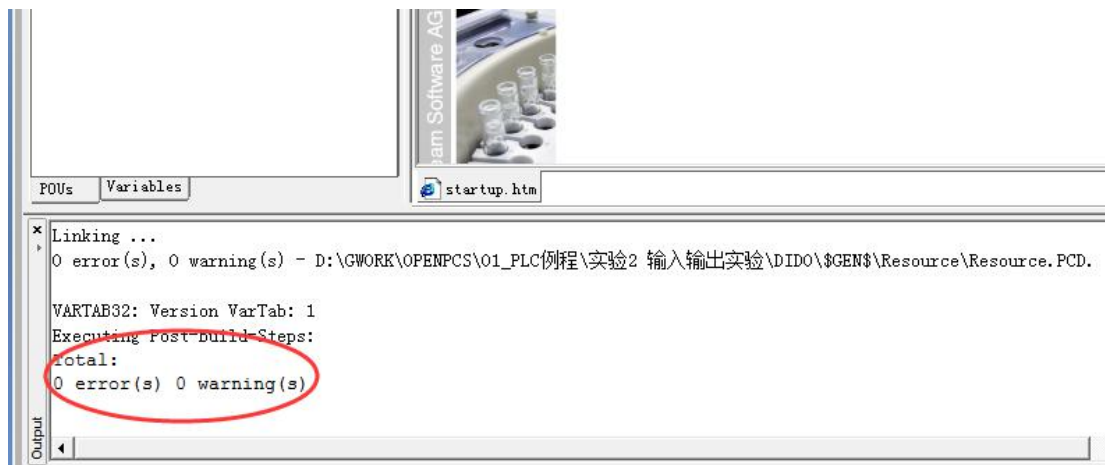 am Software AG
POUs
Variables
startup.htm
Linking ...
0 error(s), 0 warning(s) - D:\GWORK\OPENPCS\01_PLC例程\实验2 输入输出实验\DIDO\$GEN$\Resource\Resource.PCD.
VARTAB32: Version VarTab: 1
Executing Post-Build-Steps:
Total:
0 error(s) 0 warning(s)
Output